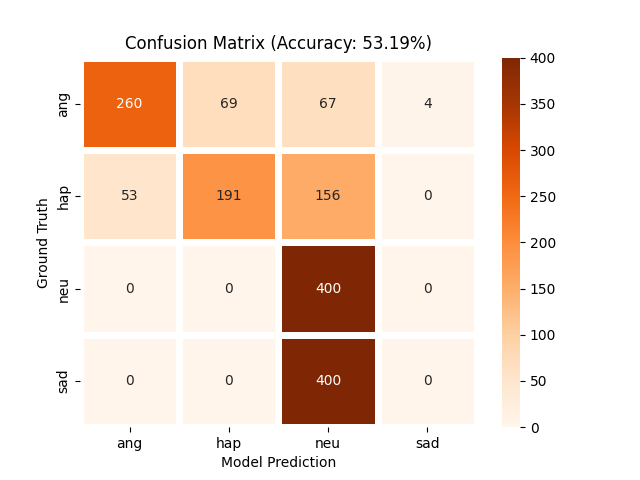 Confusion Matrix (Accuracy: 53.19%)
ang 260 69 67 4
hap 53 191 156 0
neu 0 0 400 0
sad 0 0 400 0
ang hap neu sad
Model Prediction
Ground Truth
400
350
300
250
200
150
100
50
0